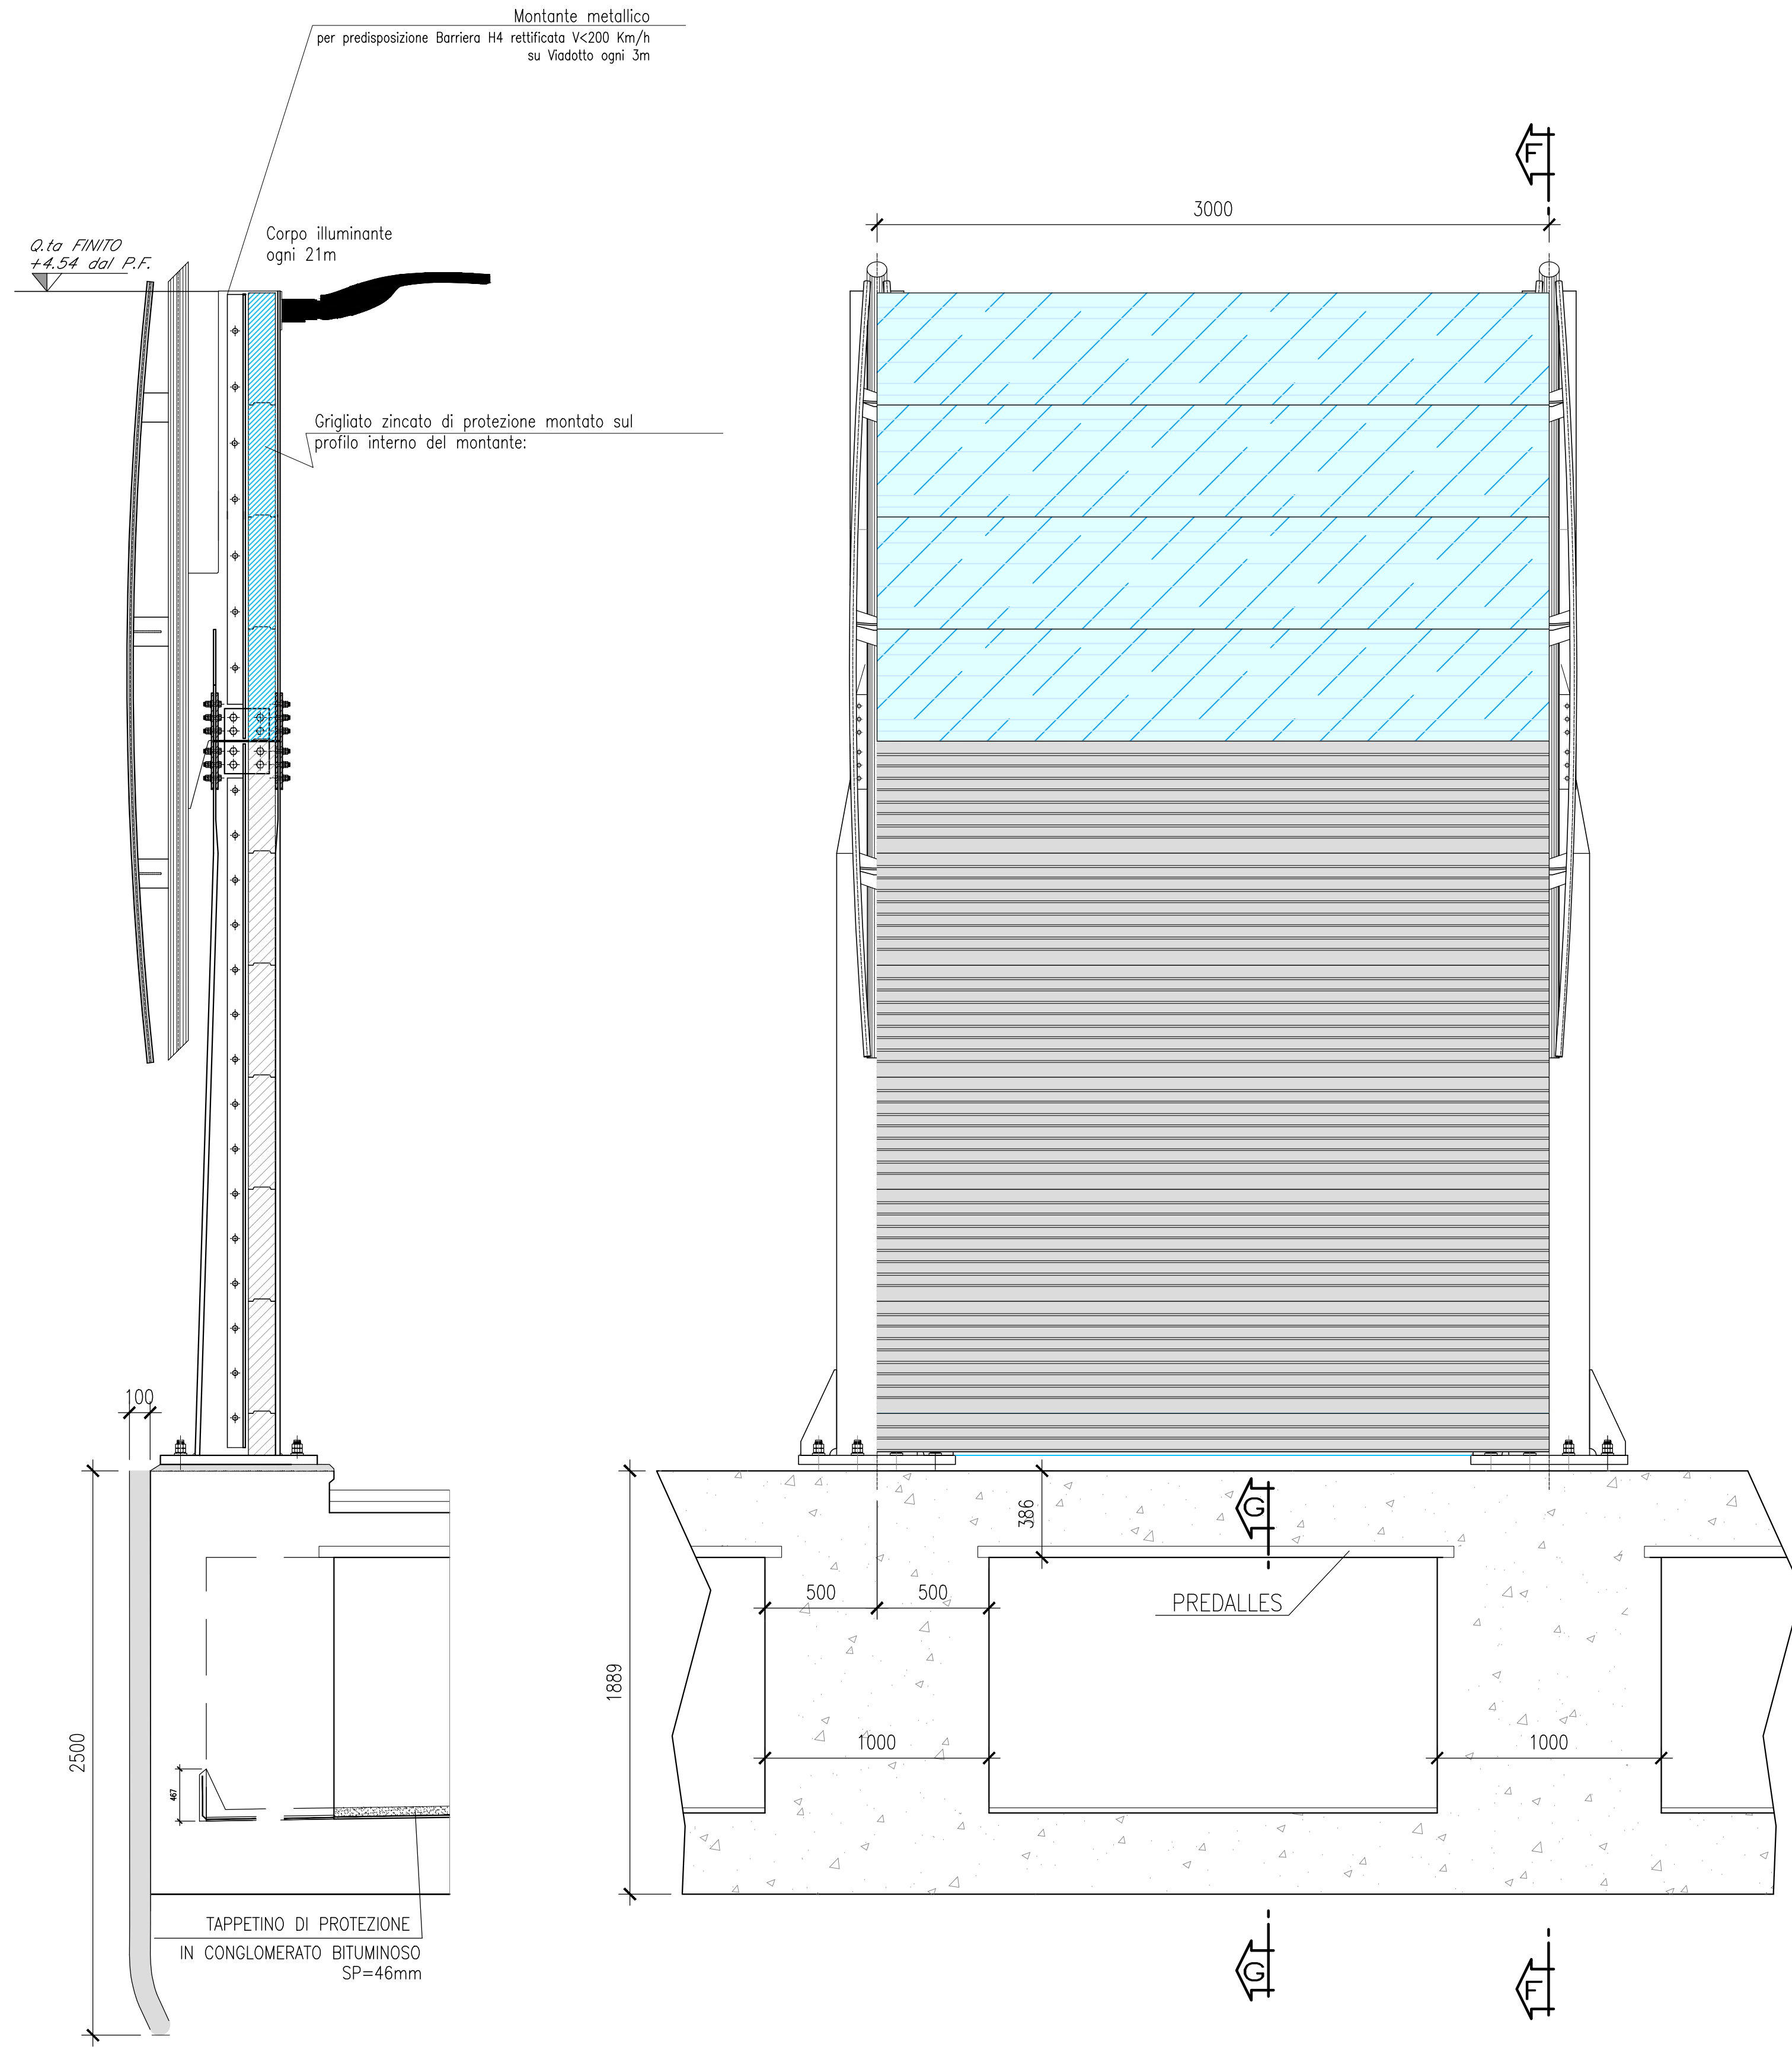 Montante metallico
per predisposizione Barriera H4 rettificata V<200 Km/h
su Viadotto ogni 3m
F
3000
Q.ta FINITO
+4.54 dal P.F.
Corpo illuminante
ogni 21m
Grigliato zincato di protezione montato sul
profilo interno del montante:
100
2500
467
TAPPETINO DI PROTEZIONE
IN CONGLOMERATO BITUMINOSO
SP=46mm
G
386
500
500
PREDALLES
1889
1000
1000
G
F